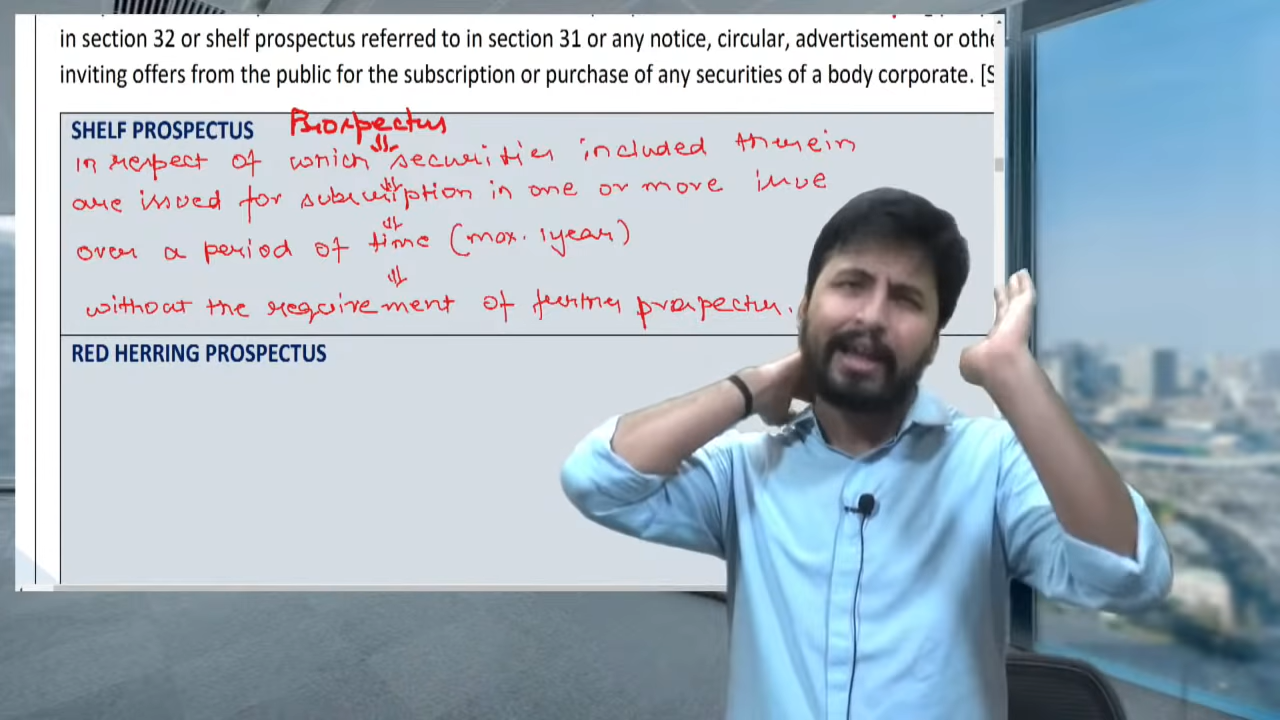 in section 32 or shelf prospectus referred to in section 31 or any notice, circular, advertisement or othe
inviting offers from the public for the subscription or purchase of any securities of a body corporate. [S
SHELF PROSPECTUS Prospectus
in respect of which securities included therein
are issued for subscription in one or more issue
over a period of time (max. 1year)
without the requirement of further prospectus.
RED HERRING PROSPECTUS